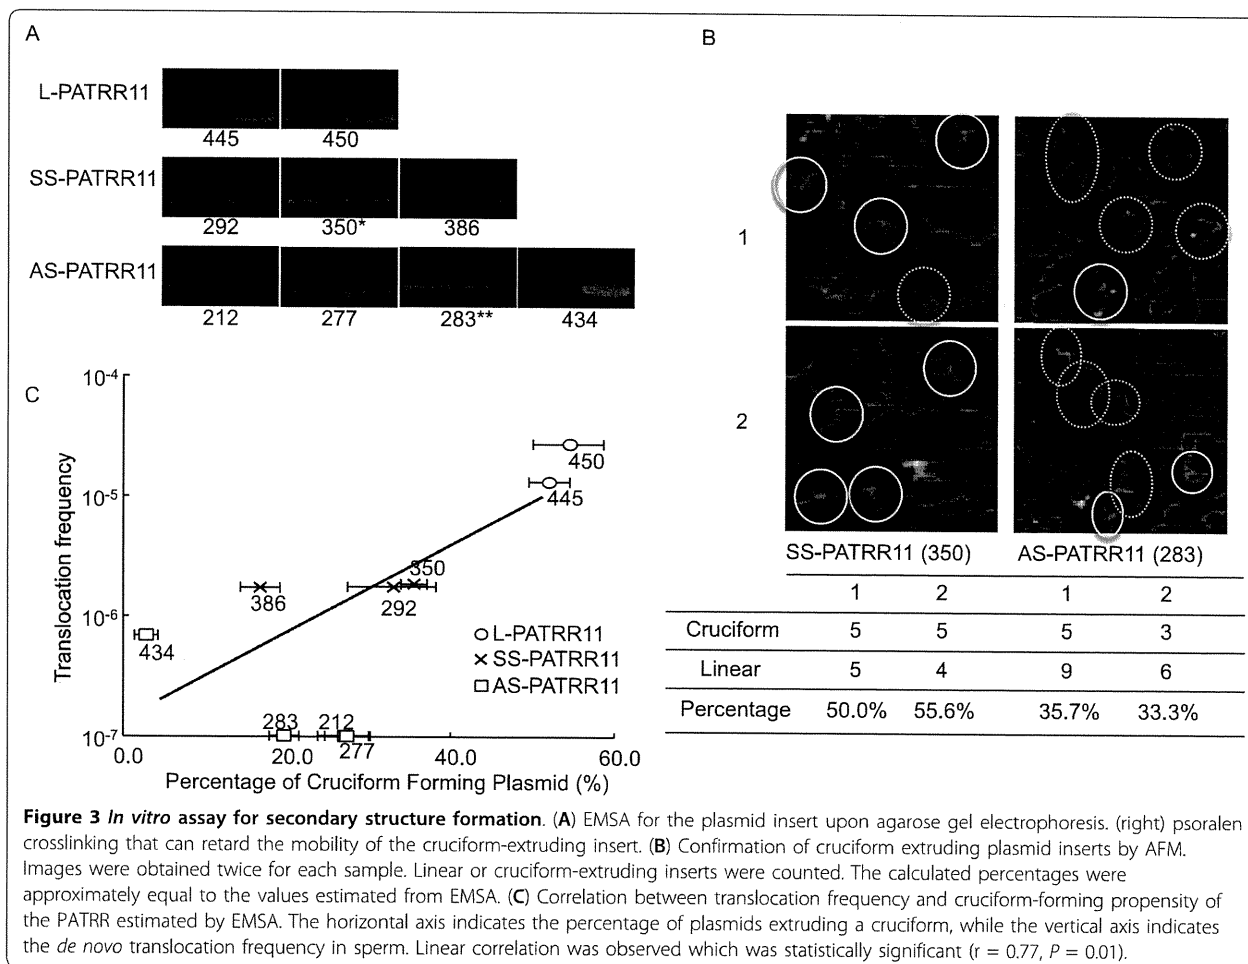 A
L-PATRR11
445 450
SS-PATRR11
292 350* 386
AS-PATRR11
212 277 283** 434
B
1
2
SS-PATRR11 (350) AS-PATRR11 (283)
1 2 1 2
Cruciform 5 5 5 3
Linear 5 4 9 6
Percentage 50.0% 55.6% 35.7% 33.3%
C
Translocation frequency
10-4
10-5
10-6
10-7
450
445
350
386
292
434
283 212
277
L-PATRR11
SS-PATRR11
AS-PATRR11
0.0 20.0 40.0 60.0
Percentage of Cruciform Forming Plasmid (%)
Figure 3 In vitro assay for secondary structure formation. (A) EMSA for the plasmid insert upon agarose gel electrophoresis. (right) psoralen
crosslinking that can retard the mobility of the cruciform-extruding insert. (B) Confirmation of cruciform extruding plasmid inserts by AFM.
Images were obtained twice for each sample. Linear or cruciform-extruding inserts were counted. The calculated percentages were
approximately equal to the values estimated from EMSA. (C) Correlation between translocation frequency and cruciform-forming propensity of
the PATRR estimated by EMSA. The horizontal axis indicates the percentage of plasmids extruding a cruciform, while the vertical axis indicates
the de novo translocation frequency in sperm. Linear correlation was observed which was statistically significant (r = 0.77, P = 0.01).